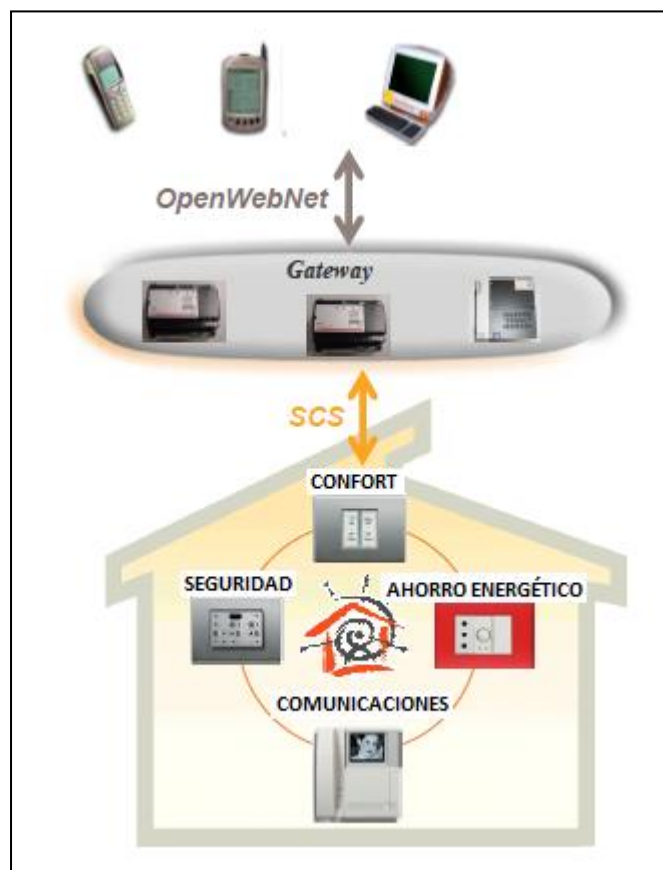 OpenWebNet
Gateway
SCS
CONFORT
SEGURIDAD
AHORRO ENERGÉTICO
COMUNICACIONES